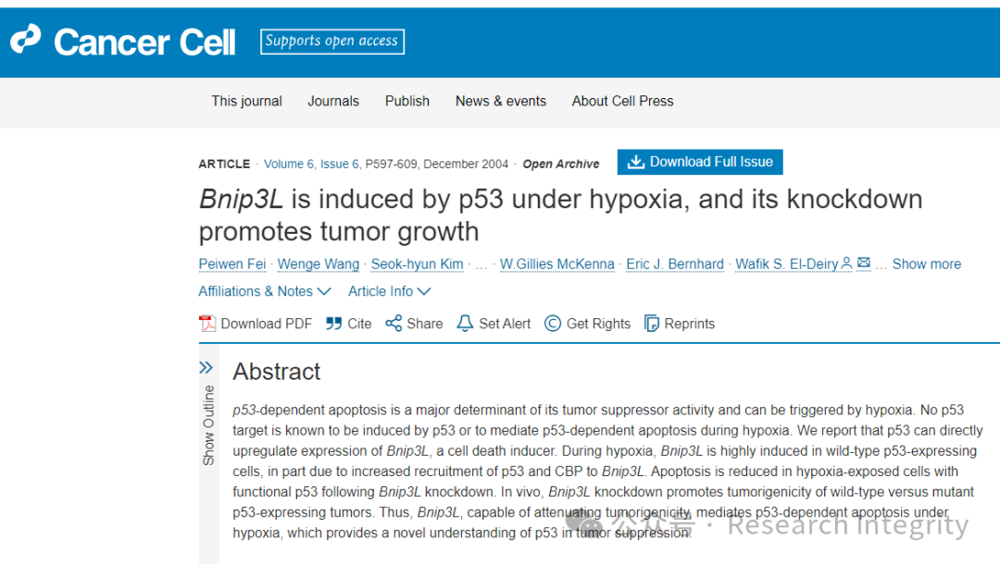 Cancer Cell Supports open access
This journal Journals Publish News & events About Cell Press
ARTICLE · Volume 6, Issue 6, P597-609, December 2004 · Open Archive Download Full Issue
Bnip3L is induced by p53 under hypoxia, and its knockdown
promotes tumor growth
Peiwen Fei · Wenge Wang · Seok-hyun Kim · ... · W.Gillies McKenna · Eric J. Bernhard · Wafik S. El-Deiry ... Show more
Affiliations & Notes Article Info
Download PDF Cite Share Set Alert Get Rights Reprints
Show Outline
Abstract
p53-dependent apoptosis is a major determinant of its tumor suppressor activity and can be triggered by hypoxia. No p53
target is known to be induced by p53 or to mediate p53-dependent apoptosis during hypoxia. We report that p53 can directly
upregulate expression of Bnip3L, a cell death inducer. During hypoxia, Bnip3L is highly induced in wild-type p53-expressing
cells, in part due to increased recruitment of p53 and CBP to Bnip3L. Apoptosis is reduced in hypoxia-exposed cells with
functional p53 following Bnip3L knockdown. In vivo, Bnip3L knockdown promotes tumorigenicity of wild-type versus mutant
p53-expressing tumors. Thus, Bnip3L, capable of attenuating tumorigenicity, mediates p53-dependent apoptosis under
hypoxia, which provides a novel understanding of p53 in tumor suppression.
公众号 · Research Integrity